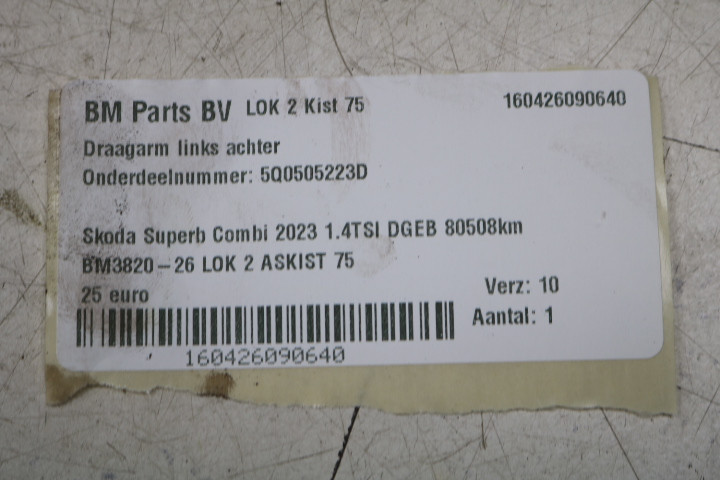 BM Parts BV LOK 2 Kist 75 160426090640
Draagarm links achter
Onderdeelnummer: 5Q0505223D
Skoda Superb Combi 2023 1.4TSI DGEB 80508km
BM3820-26 LOK 2 ASKIST 75
25 euro Verz: 10
Aantal: 1
160426090640